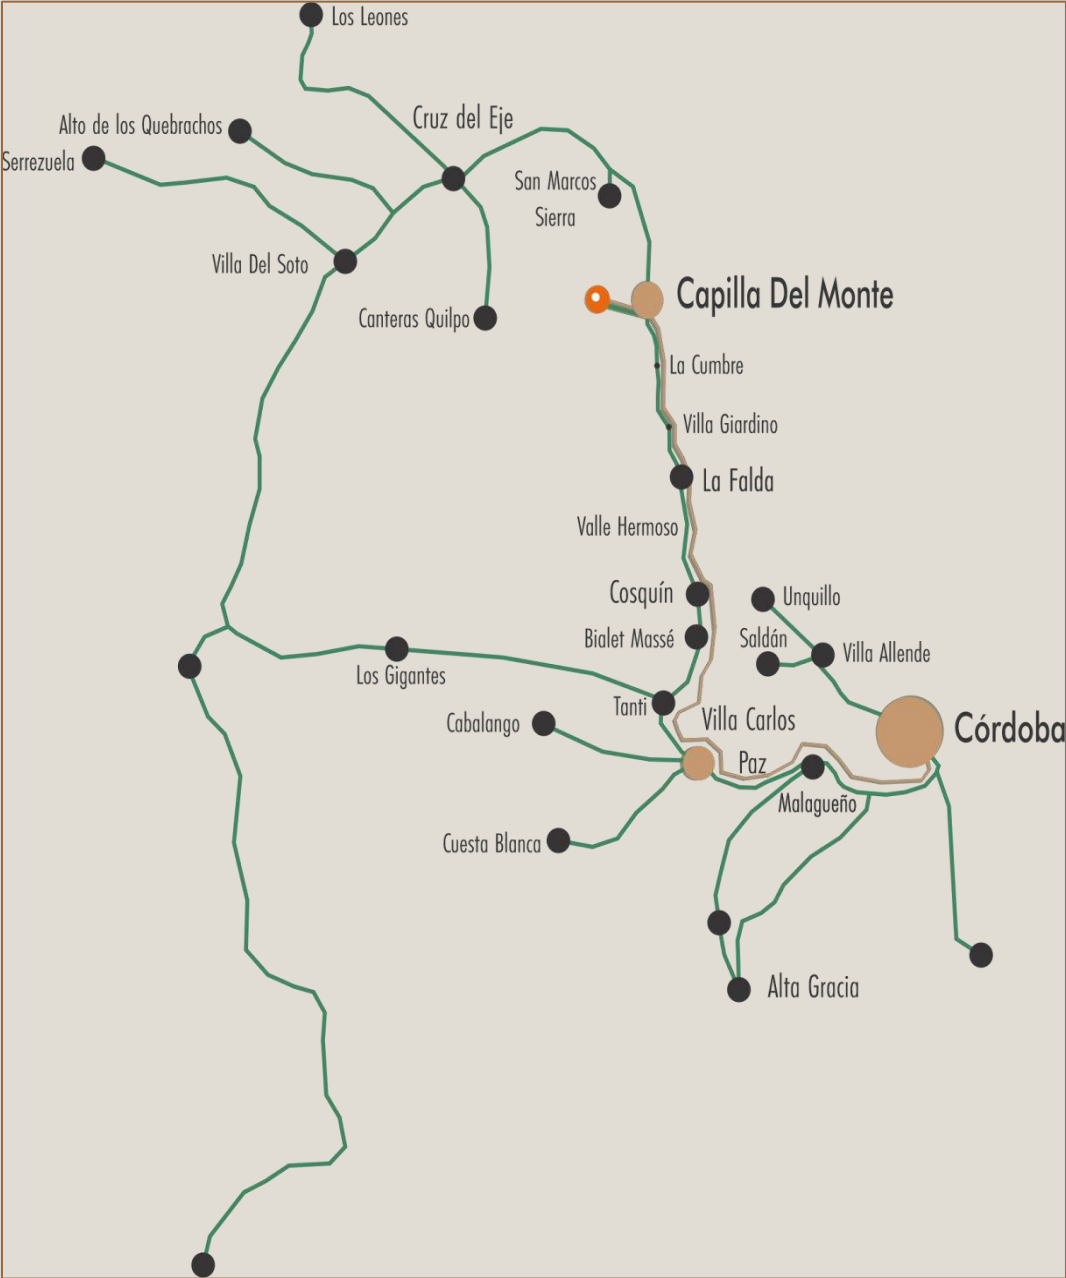 Los Leones
Cruz del Eje
Alto de los Quebrachos
Serrezuela
San Marcos
Sierra
Villa Del Soto
Capilla Del Monte
Canteras Quilpo
La Cumbre
Villa Giardino
La Falda
Valle Hermoso
Cosquín
Unquillo
Bialet Massé
Saldán
Villa Allende
Los Gigantes
Tanti
Cabalango
Villa Carlos
Paz
Córdoba
Malagueño
Cuesta Blanca
Alta Gracia